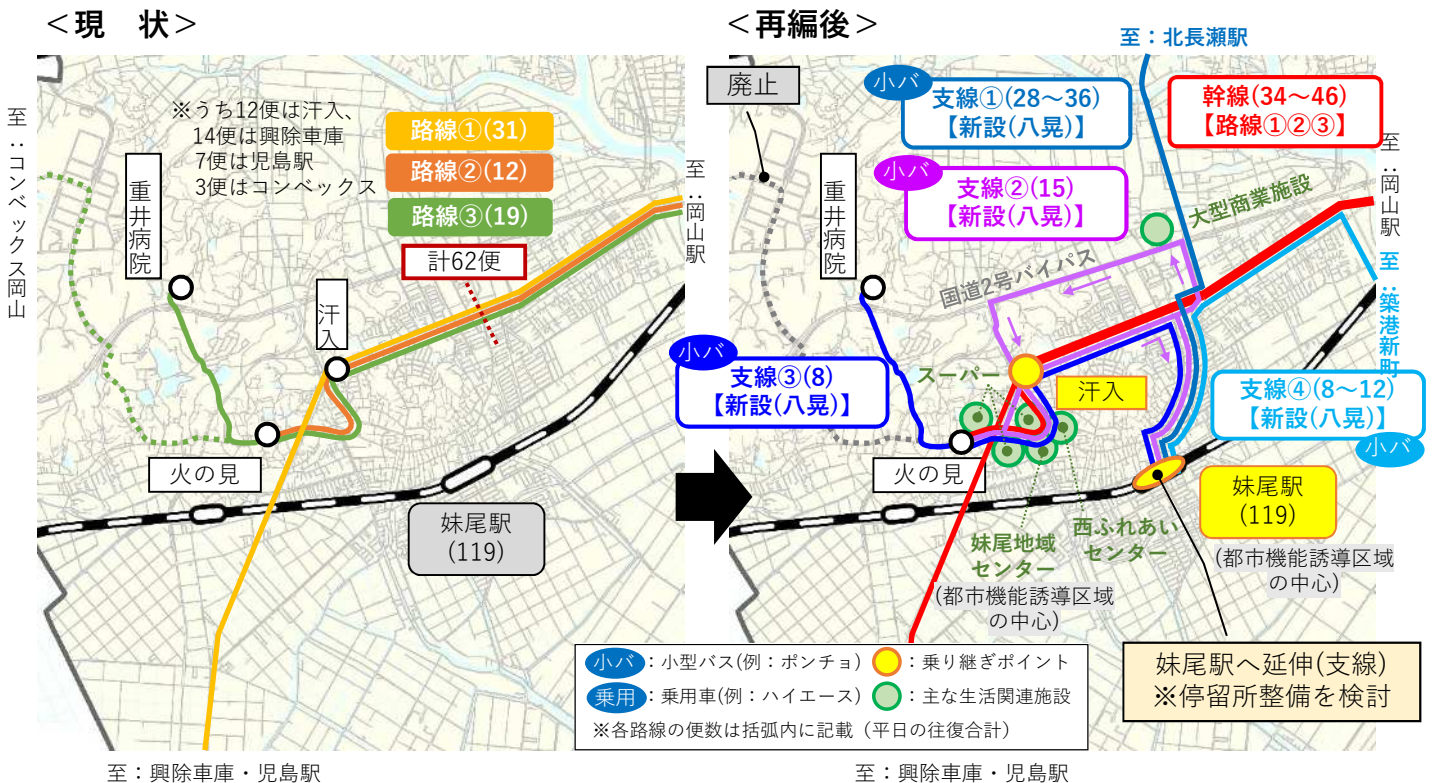 ＜現　状＞
至：コンベックス岡山
※うち12便は汗入、
14便は興除車庫
7便は児島駅
3便はコンベックス
路線①(31)
路線②(12)
路線③(19)
計62便
至：岡山駅
重井病院
汗入
火の見
妹尾駅
(119)
至：興除車庫・児島駅
＜再編後＞
至：北長瀬駅
廃止
小バ
支線①(28～36)
【新設(八晃)】
幹線(34～46)
【路線①②③】
小バ
支線②(15)
【新設(八晃)】
至：岡山駅
至：築港新町
大型商業施設
国道2号バイパス
重井病院
小バ
支線③(8)
【新設(八晃)】
スーパー
汗入
支線④(8～12)
【新設(八晃)】
小バ
火の見
妹尾駅
(119)
(都市機能誘導区域
の中心)
西ふれあい
センター
妹尾地域
センター
(都市機能誘導区域
の中心)
妹尾駅へ延伸(支線)
※停留所整備を検討
小バ：小型バス(例：ポンチョ)
：乗り継ぎポイント
乗用：乗用車(例：ハイエース)
：主な生活関連施設
※各路線の便数は括弧内に記載（平日の往復合計）
至：興除車庫・児島駅